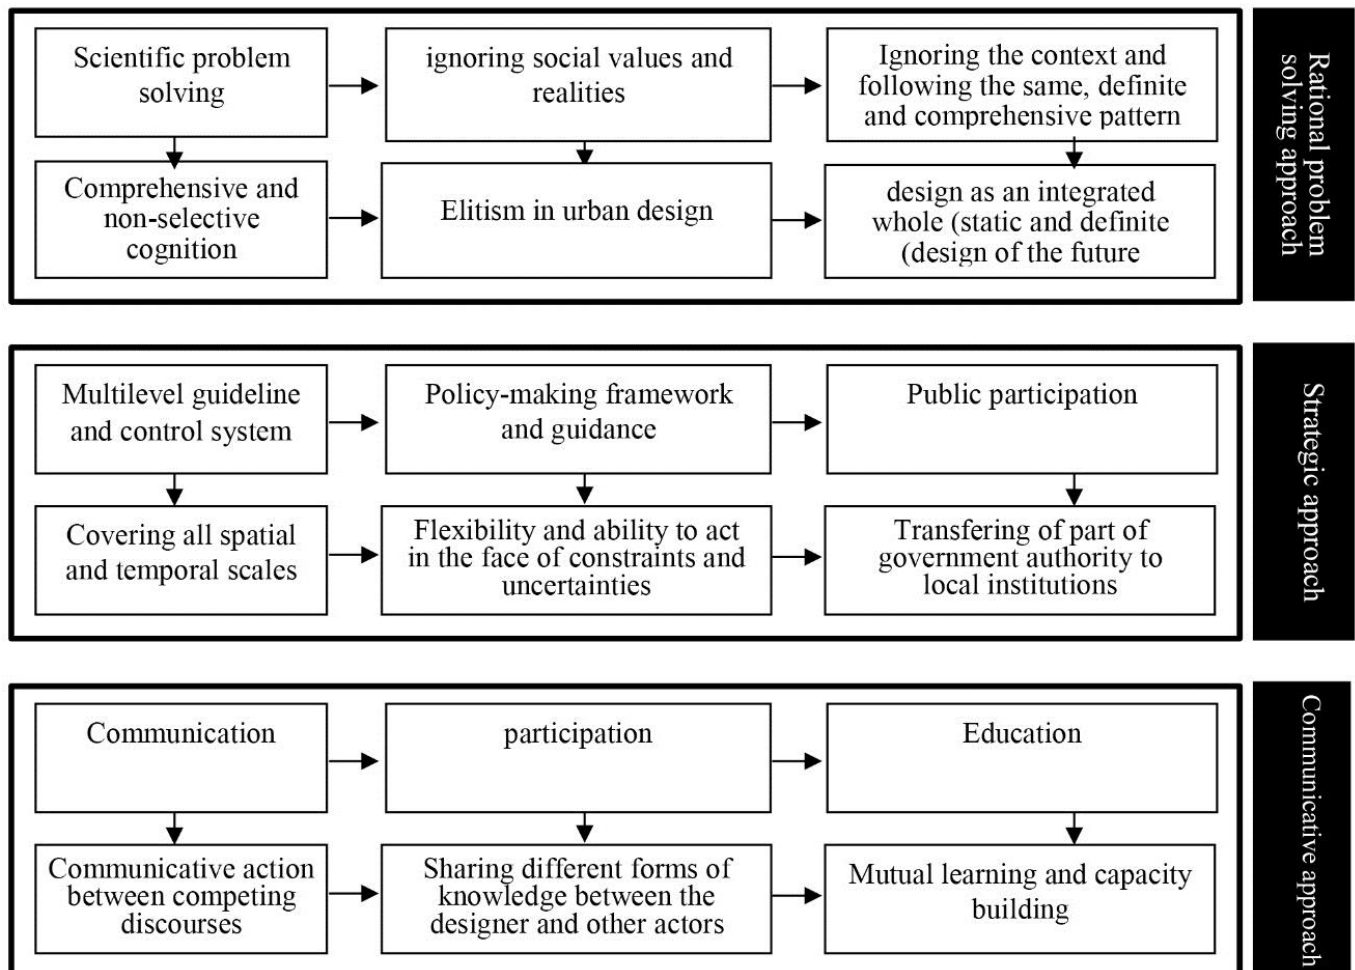 Scientific problem
solving
ignoring social values and
realities
Ignoring the context and
following the same, definite
and comprehensive pattern
Comprehensive and
non-selective
cognition
Elitism in urban design
design as an integrated
whole (static and definite
(design of the future
Rational problem
solving approach
Multilevel guideline
and control system
Policy-making framework
and guidance
Public participation
Covering all spatial
and temporal scales
Flexibility and ability to act
in the face of constraints and
uncertainties
Transfering of part of
government authority to
local institutions
Strategic approach
Communication
participation
Education
Communicative action
between competing
discourses
Sharing different forms of
knowledge between the
designer and other actors
Mutual learning and capacity
building
Communicative approach